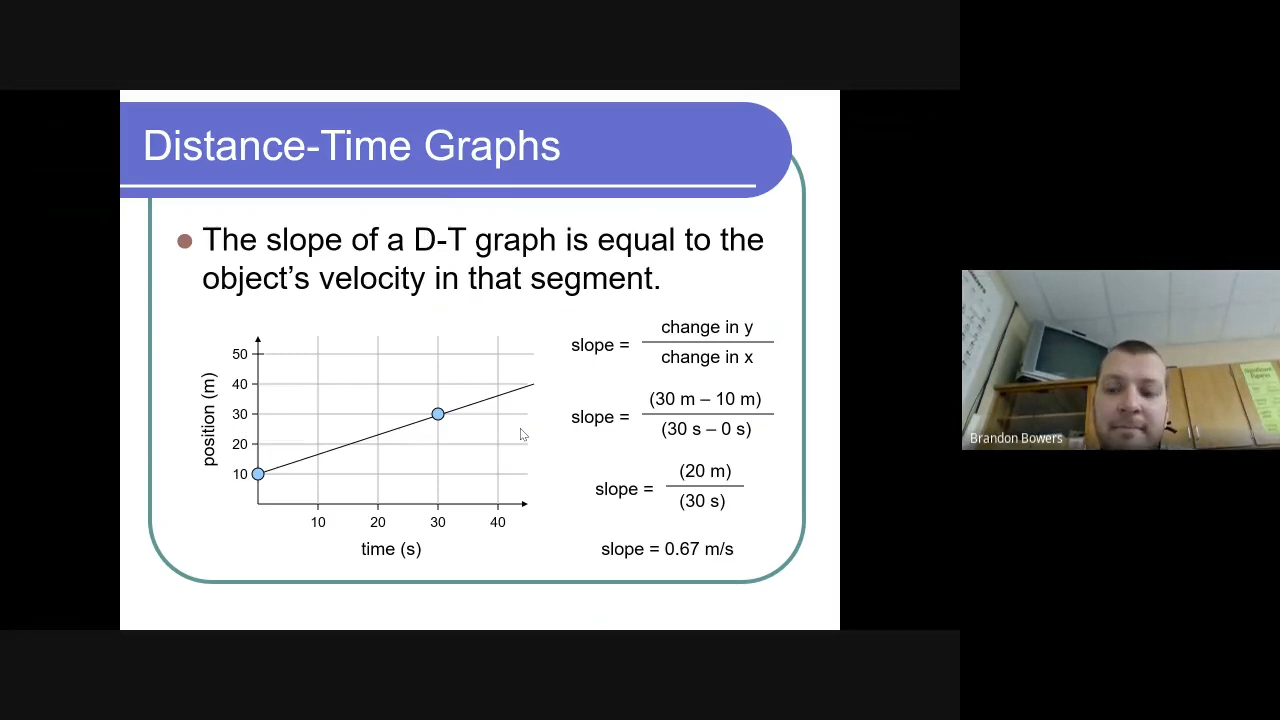 Distance-Time Graphs
The slope of a D-T graph is equal to the
object's velocity in that segment.
slope =
change in y
change in x
slope =
(30 m – 10 m)
(30 s – 0 s)
slope =
(20 m)
(30 s)
slope = 0.67 m/s
position (m)
50
40
30
20
10
10 20 30 40
time (s)
Brandon Bowers
Significant
Figures